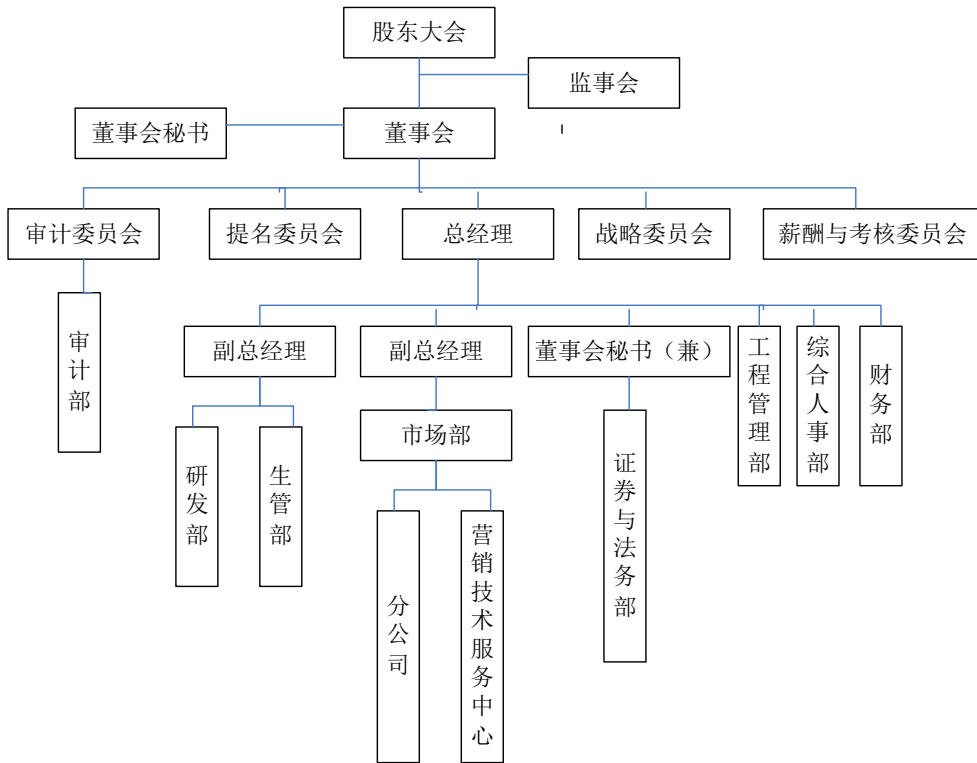 股东大会
监事会
董事会秘书
董事会
审计委员会
提名委员会
总经理
战略委员会
薪酬与考核委员会
审计部
副总经理
副总经理
董事会秘书（兼）
工程管理部
综合人事部
财务部
市场部
研发部
生管部
证券与法务部
分公司
营销技术服务中心